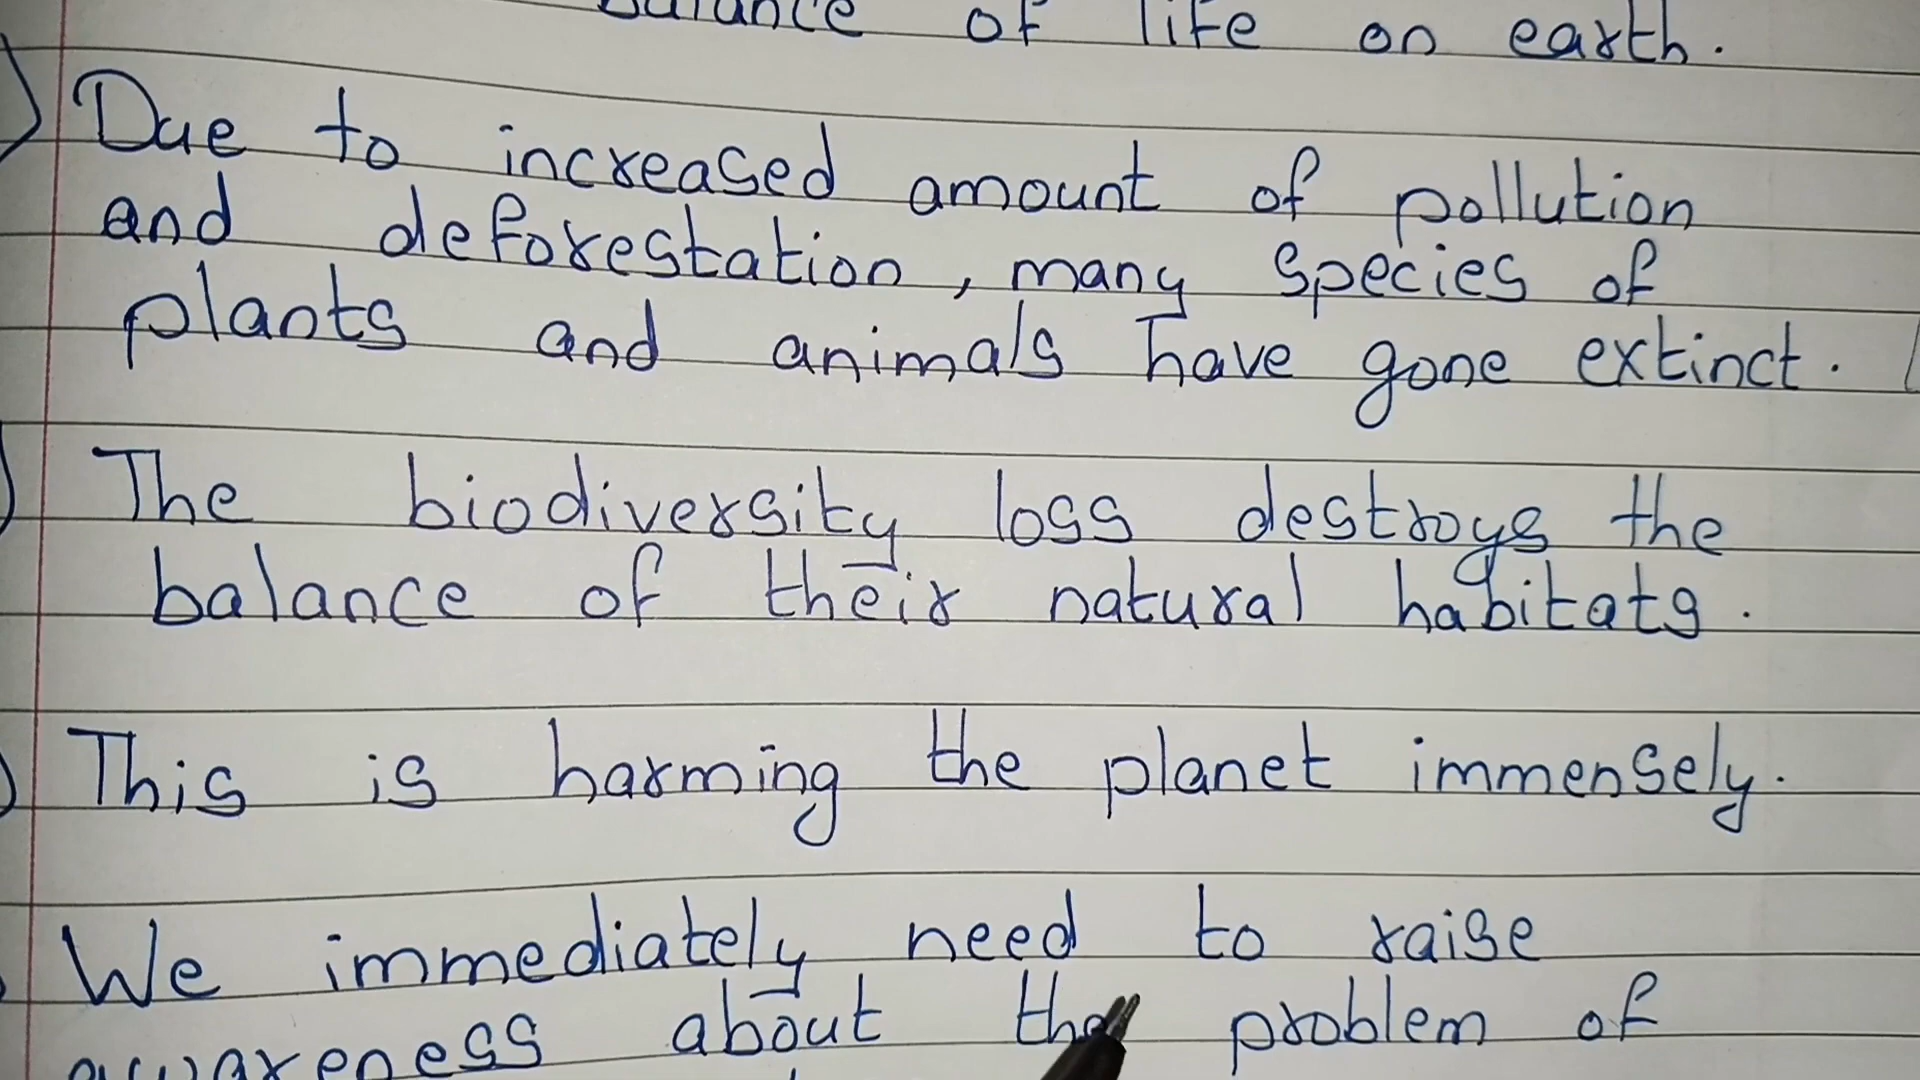 balance of life on earth.
) Due to increased amount of pollution
and deforestation, many species of
plants and animals have gone extinct.
) The biodiversity loss destroys the
balance of their natural habitats.
) This is harming the planet immensely.
We immediately need to raise
awareness about the problem of